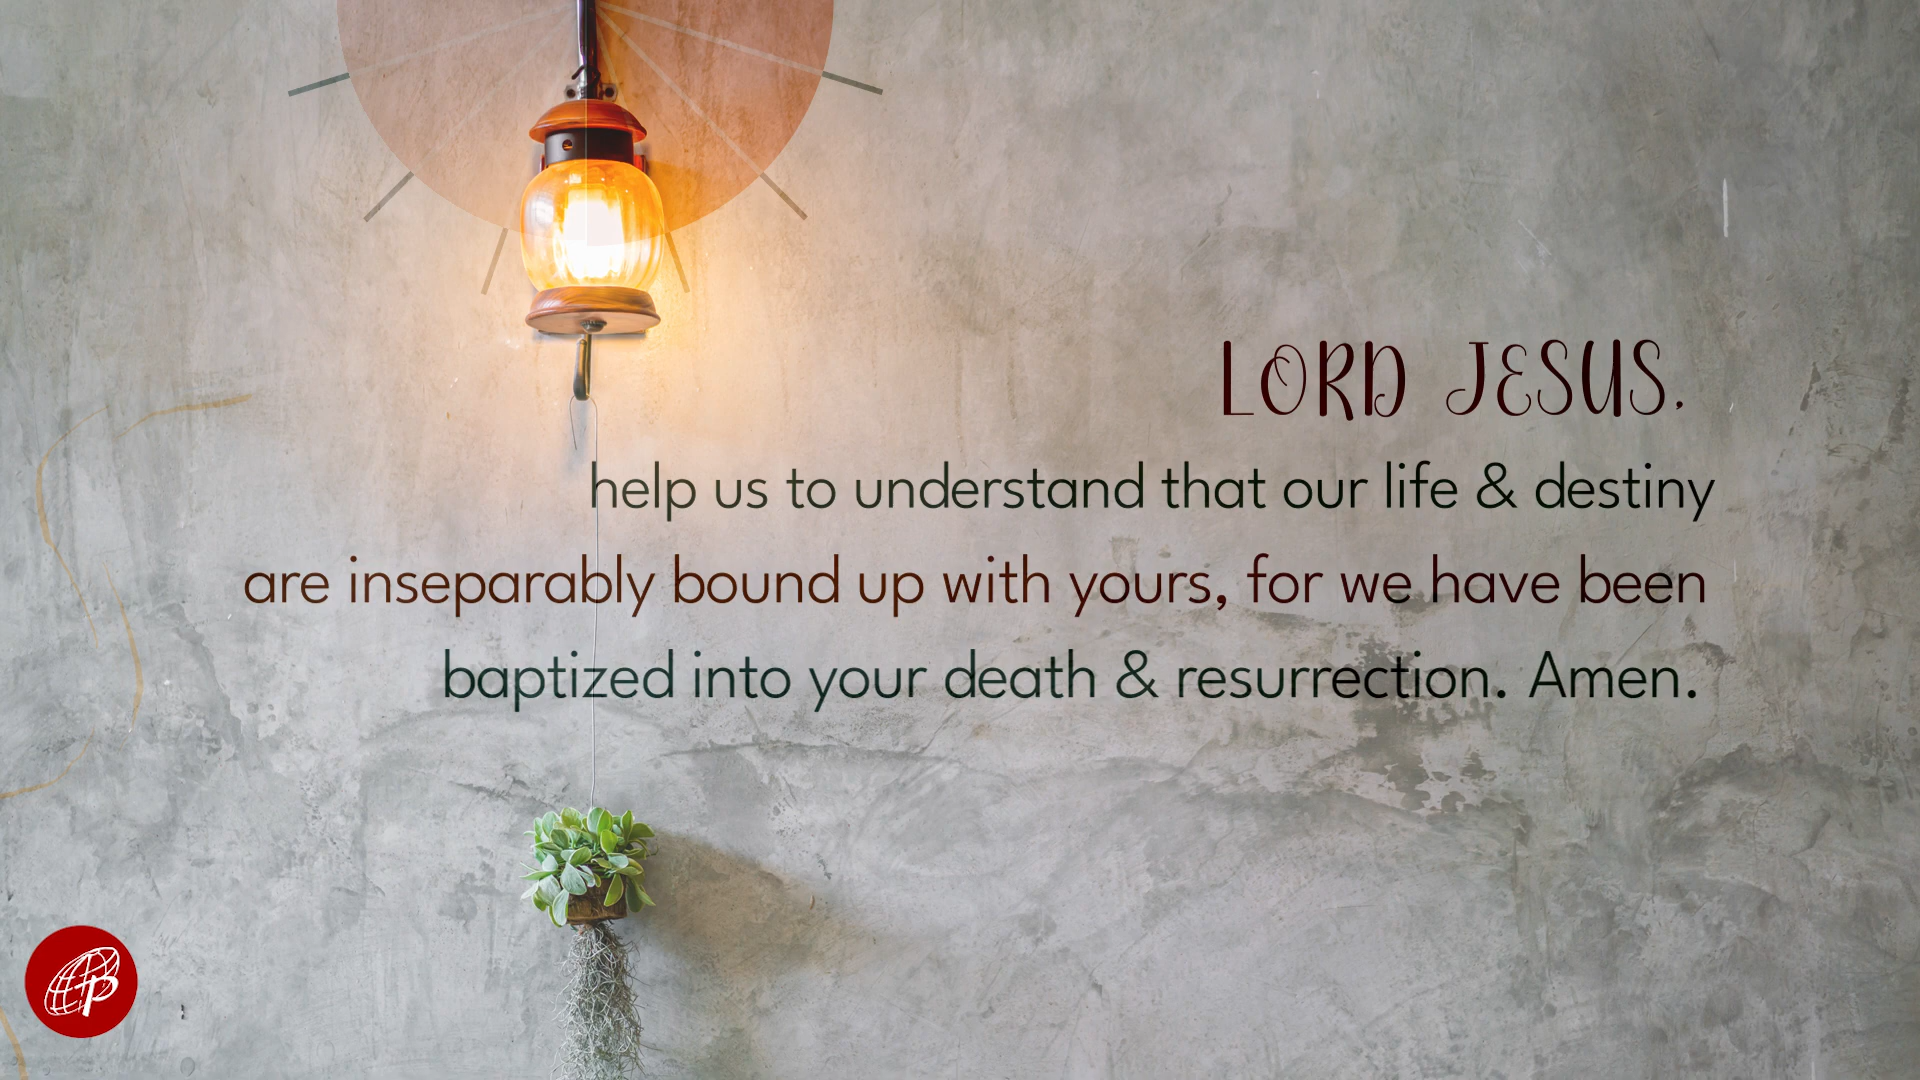 LORD JESUS,
help us to understand that our life & destiny
are inseparably bound up with yours, for we have been
baptized into your death & resurrection. Amen.